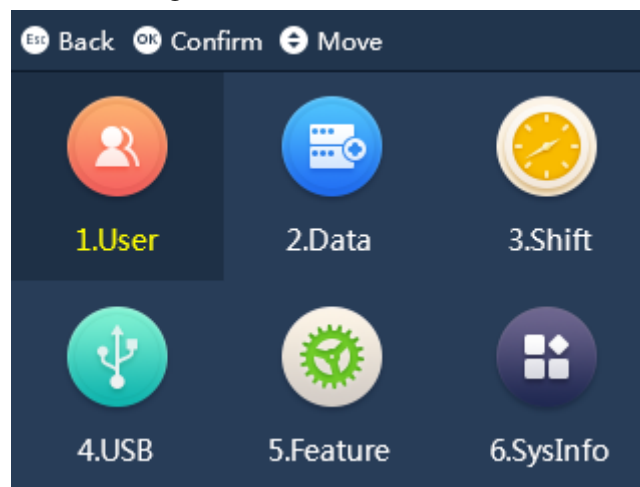 Esc Back OK Confirm Move
1.User 2.Data 3.Shift
4.USB 5.Feature 6.SysInfo